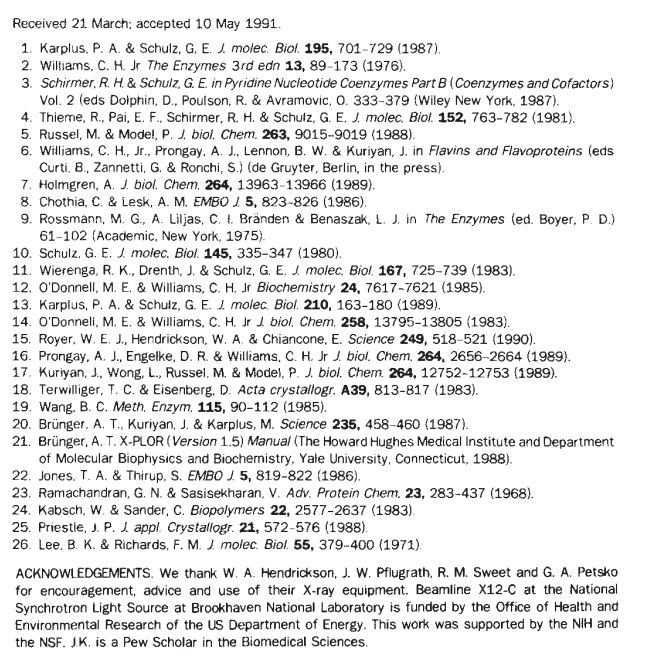 Received 21 March; accepted 10 May 1991.
1. Karplus, P. A. & Schulz, G. E. J. molec. Biol. 195, 701–729 (1987).
2. Williams, C. H. Jr The Enzymes 3rd edn 13, 89–173 (1976).
3. Schirmer, R. H. & Schulz, G. E. in Pyridine Nucleotide Coenzymes Part B (Coenzymes and Cofactors)
Vol. 2 (eds Dolphin, D., Poulson, R. & Avramovic, O. 333–379 (Wiley New York, 1987).
4. Thieme, R., Pai, E. F., Schirmer, R. H. & Schulz, G. E. J. molec. Biol. 152, 763–782 (1981).
5. Russel, M. & Model, P. J. biol. Chem. 263, 9015–9019 (1988).
6. Williams, C. H., Jr., Prongay, A. J., Lennon, B. W. & Kuriyan, J. in Flavins and Flavoproteins (eds
Curti, B., Zannetti, G. & Ronchi, S.) (de Gruyter, Berlin, in the press).
7. Holmgren, A. J. biol. Chem. 264, 13963–13966 (1989).
8. Chothia, C. & Lesk, A. M. EMBO J. 5, 823–826 (1986).
9. Rossmann, M. G., A. Liljas, C. I. Bränden & Benaszak, L. J. in The Enzymes (ed. Boyer, P. D.)
61–102 (Academic, New York, 1975).
10. Schulz, G. E. J. molec. Biol. 145, 335–347 (1980).
11. Wierenga, R. K., Drenth, J. & Schulz, G. E. J. molec. Biol. 167, 725–739 (1983).
12. O'Donnell, M. E. & Williams, C. H. Jr Biochemistry 24, 7617–7621 (1985).
13. Karplus, P. A. & Schulz, G. E. J. molec. Biol. 210, 163–180 (1989).
14. O'Donnell, M. E. & Williams, C. H. Jr J. biol. Chem. 258, 13795–13805 (1983).
15. Royer, W. E. J., Hendrickson, W. A. & Chiancone, E. Science 249, 518–521 (1990).
16. Prongay, A. J., Engelke, D. R. & Williams, C. H. Jr J. biol. Chem. 264, 2656–2664 (1989).
17. Kuriyan, J., Wong, L., Russel, M. & Model, P. J. biol. Chem. 264, 12752–12753 (1989).
18. Terwilliger, T. C. & Eisenberg, D. Acta crystallogr. A39, 813–817 (1983).
19. Wang, B. C. Meth. Enzym. 115, 90–112 (1985).
20. Brünger, A. T., Kuriyan, J. & Karplus, M. Science 235, 458–460 (1987).
21. Brünger, A. T. X-PLOR (Version 1.5) Manual (The Howard Hughes Medical Institute and Department
of Molecular Biophysics and Biochemistry, Yale University, Connecticut, 1988).
22. Jones, T. A. & Thirup, S. EMBO J. 5, 819–822 (1986).
23. Ramachandran, G. N. & Sasisekharan, V. Adv. Protein Chem. 23, 283–437 (1968).
24. Kabsch, W. & Sander, C. Biopolymers 22, 2577–2637 (1983).
25. Priestle, J. P. J. appl. Crystallogr. 21, 572–576 (1988).
26. Lee, B. K. & Richards, F. M. J. molec. Biol. 55, 379–400 (1971).
ACKNOWLEDGEMENTS. We thank W. A. Hendrickson, J. W. Pflugrath, R. M. Sweet and G. A. Petsko
for encouragement, advice and use of their X-ray equipment. Beamline X12-C at the National
Synchrotron Light Source at Brookhaven National Laboratory is funded by the Office of Health and
Environmental Research of the US Department of Energy. This work was supported by the NIH and
the NSF. J.K. is a Pew Scholar in the Biomedical Sciences.